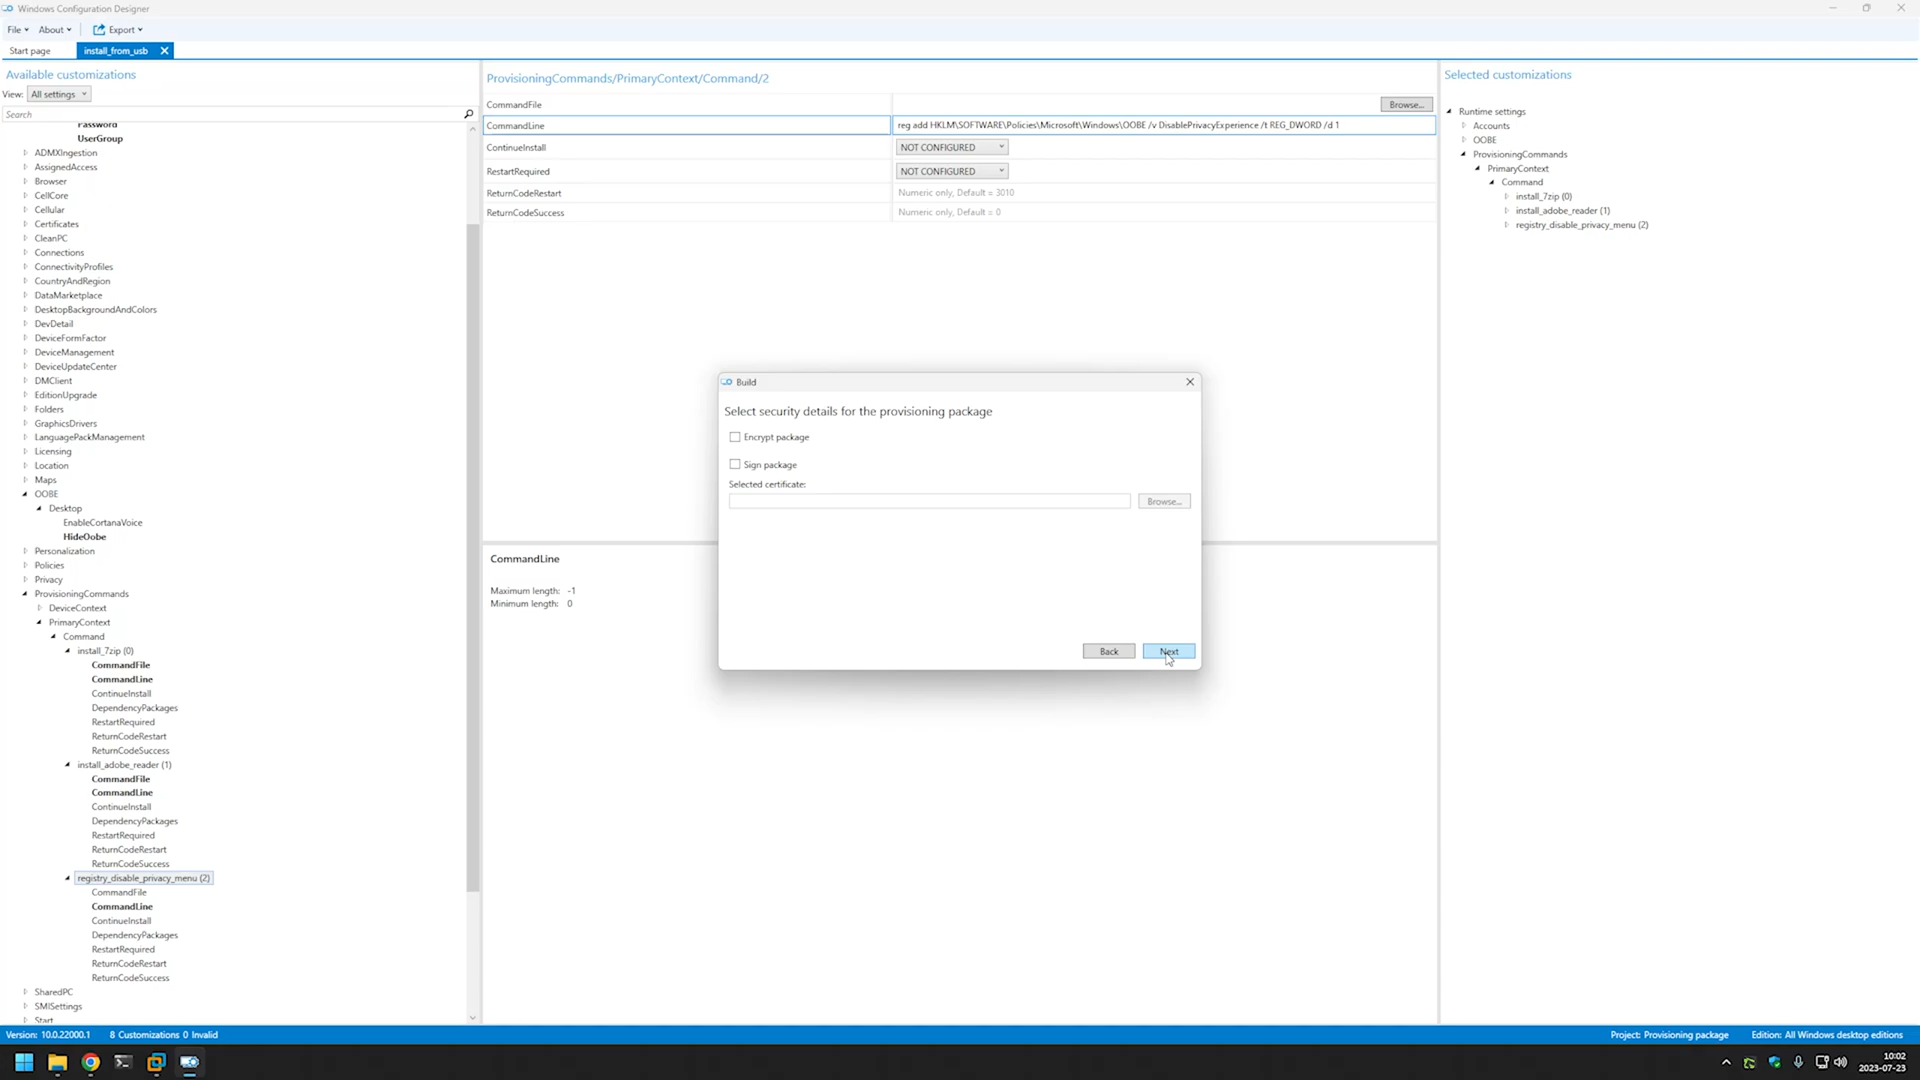 Windows Configuration Designer
File
About
Export
Start page
install_from_usb
Available customizations
View:
All settings
Search
Password
UserGroup
ADMXIngestion
AssignedAccess
Browser
CellCore
Cellular
Certificates
CleanPC
Connections
ConnectivityProfiles
CountryAndRegion
DataMarketplace
DesktopBackgroundAndColors
DevDetail
DeviceFormFactor
DeviceManagement
DeviceUpdateCenter
DMClient
EditionUpgrade
Folders
GraphicsDrivers
LanguagePackManagement
Licensing
Location
Maps
OOBE
Desktop
EnableCortanaVoice
HideOobe
Personalization
Policies
Privacy
ProvisioningCommands
DeviceContext
PrimaryContext
Command
install_7zip (0)
CommandFile
CommandLine
ContinueInstall
DependencyPackages
RestartRequired
ReturnCodeRestart
ReturnCodeSuccess
install_adobe_reader (1)
CommandFile
CommandLine
ContinueInstall
DependencyPackages
RestartRequired
ReturnCodeRestart
ReturnCodeSuccess
registry_disable_privacy_menu (2)
CommandFile
CommandLine
ContinueInstall
DependencyPackages
RestartRequired
ReturnCodeRestart
ReturnCodeSuccess
SharedPC
SMISettings
Start
ProvisioningCommands/PrimaryContext/Command/2
CommandFile
Browse...
CommandLine
reg add HKLM\SOFTWARE\Policies\Microsoft\Windows\OOBE /v DisablePrivacyExperience /t REG_DWORD /d 1
ContinueInstall
NOT CONFIGURED
RestartRequired
NOT CONFIGURED
ReturnCodeRestart
Numeric only, Default = 3010
ReturnCodeSuccess
Numeric only, Default = 0
Build
Select security details for the provisioning package
Encrypt package
Sign package
Selected certificate:
Browse...
Back
Next
CommandLine
Maximum length: -1
Minimum length: 0
Selected customizations
Runtime settings
Accounts
OOBE
ProvisioningCommands
PrimaryContext
Command
install_7zip (0)
install_adobe_reader (1)
registry_disable_privacy_menu (2)
Version: 10.0.22000.1
8 Customizations 0 Invalid
Project: Provisioning package
Edition: All Windows desktop editions
10:02
2023-07-23